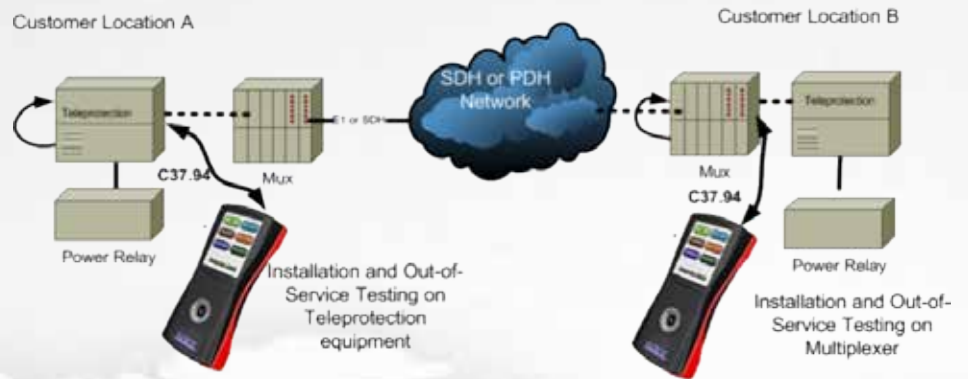 Customer Location A
Customer Location B
Teleprotection
SDH or PDH
Network
Teleprotection
E1 or SDH
C37.94
Mux
Mux
C37.94
Power Relay
Power Relay
Installation and Out-of-
Service Testing on
Teleprotection
equipment
Installation and Out-of-
Service Testing on
Multiplexer